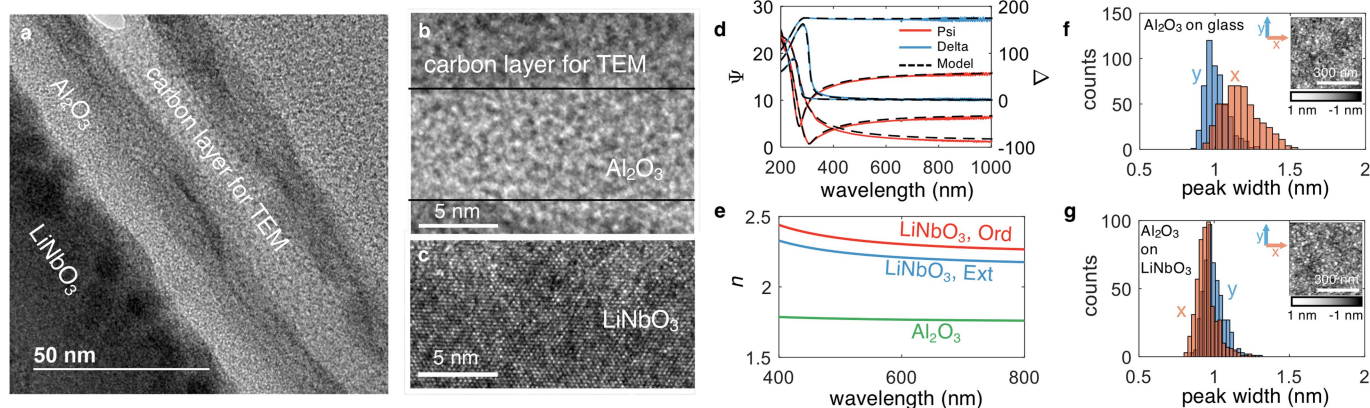 a
Al2O3
carbon layer for TEM
LiNbO3
50 nm
b
carbon layer for TEM
Al2O3
5 nm
c
LiNbO3
5 nm
d
30
20
10
0
Ψ
200
100
0
-100
Δ
Psi
Delta
Model
200 400 600 800 1000
wavelength (nm)
e
2.5
2
1.5
n
LiNbO3, Ord
LiNbO3, Ext
Al2O3
400 600 800
wavelength (nm)
f
Al2O3 on glass
y
x
y
x
300 nm
1 nm -1 nm
150
100
50
0
counts
0.5 1 1.5 2
peak width (nm)
g
Al2O3
on
LiNbO3
y
x
x
y
300 nm
1 nm -1 nm
100
50
0
counts
0.5 1 1.5 2
peak width (nm)